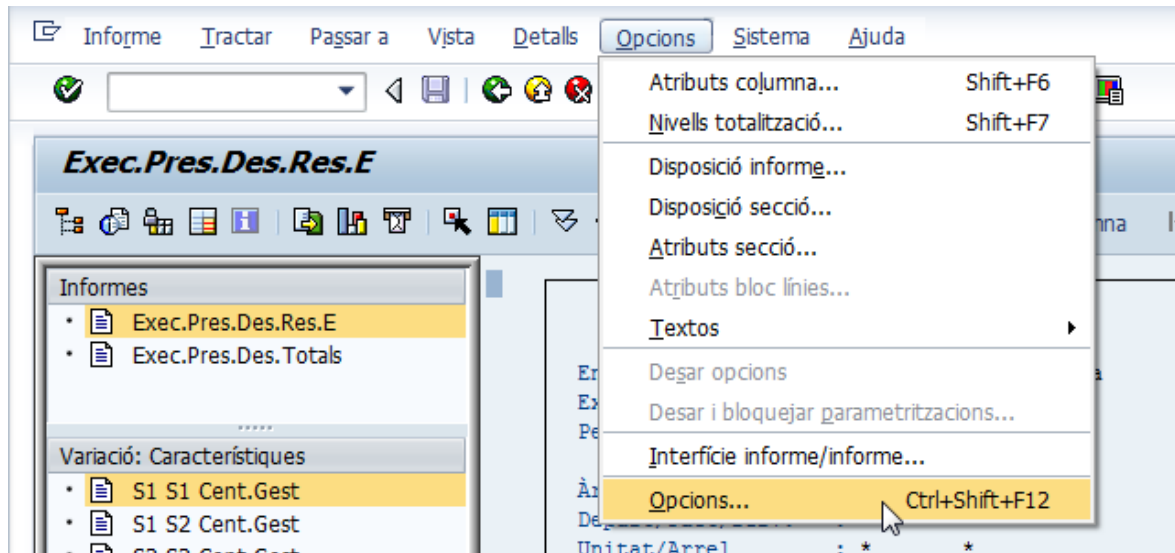 Informe Tractar Passar a Vista Detalls Opcions Sistema Ajuda
Atributs columna... Shift+F6
Nivells totalització... Shift+F7
Exec.Pres.Des.Res.E
Disposició informe...
Disposició secció...
Atributs secció...
Informes
Atributs bloc línies...
Exec.Pres.Des.Res.E
Textos
Exec.Pres.Des.Totals
Desar opcions
Desar i bloquejar parametritzacions...
Variació: Característiques
Interfície informe/informe...
S1 S1 Cent.Gest
Opcions... Ctrl+Shift+F12
S1 S2 Cent.Gest
Unitat/Arrel : * *